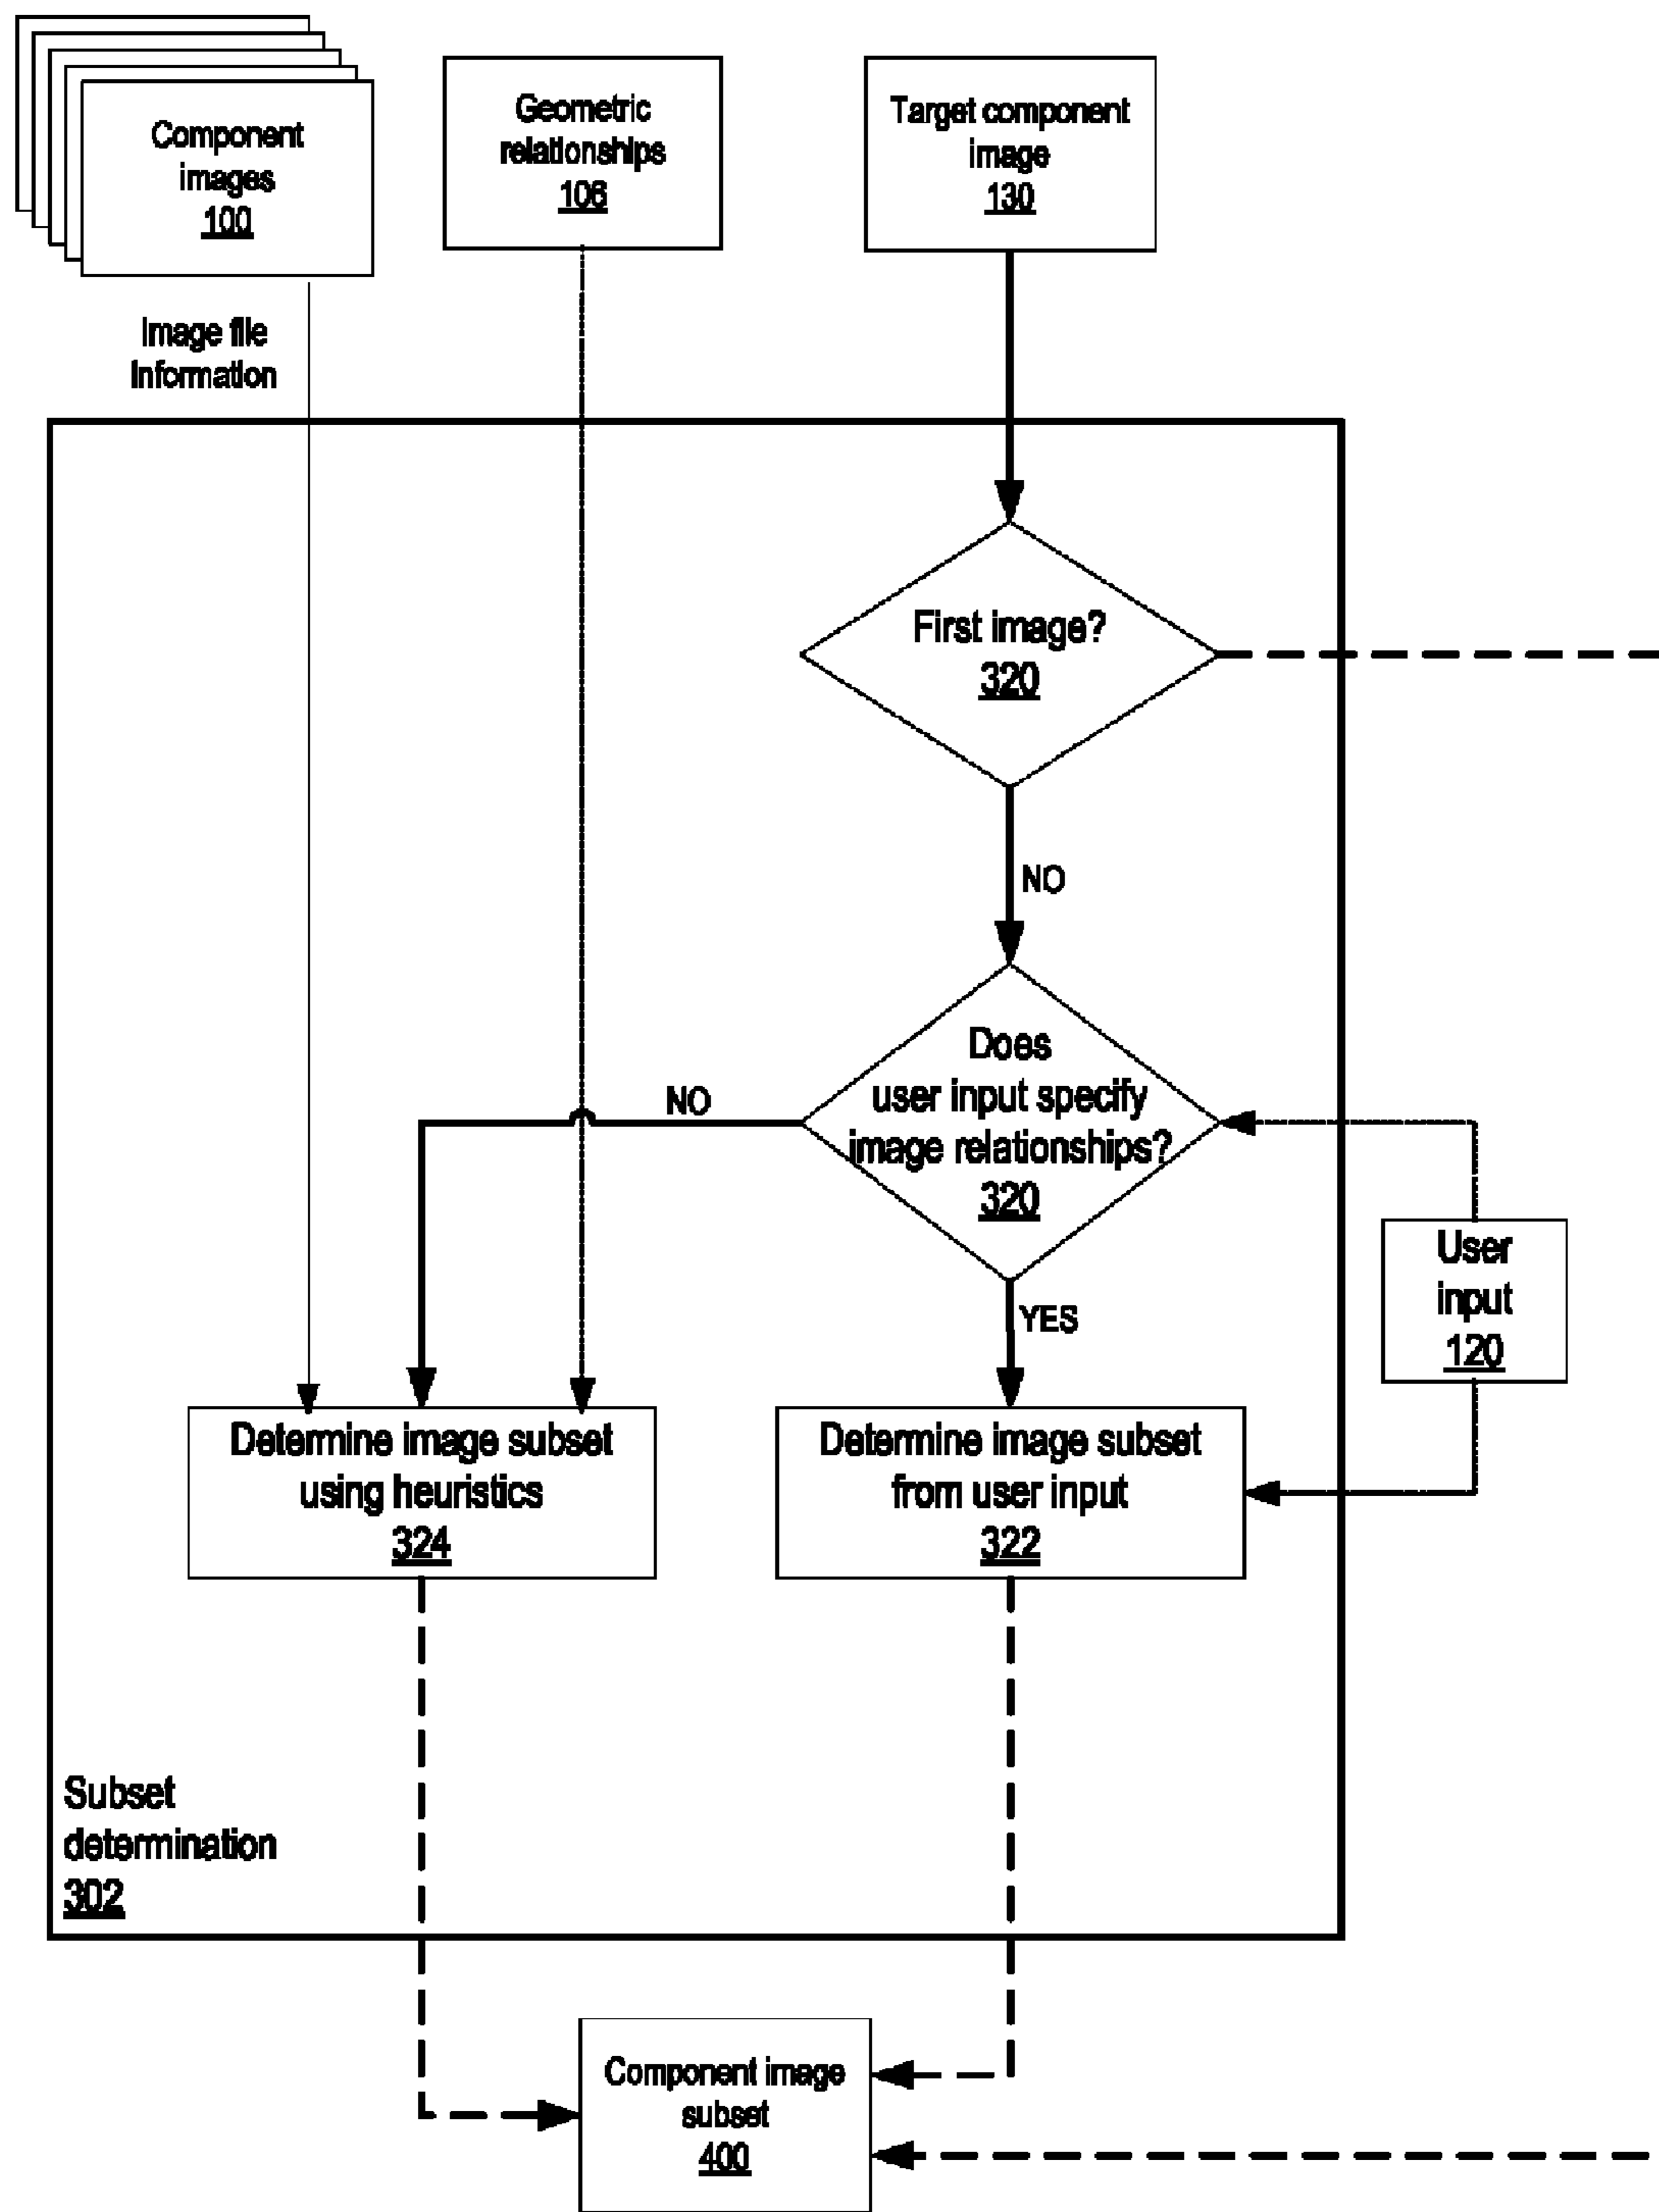 Component
images
100
Geometric
relationships
106
Target component
image
130
Image file
Information
First image?
320
NO
Does
user input specify
image relationships?
320
NO
YES
User
input
120
Determine image subset
using heuristics
324
Determine image subset
from user input
322
Subset
determination
302
Component image
subset
400